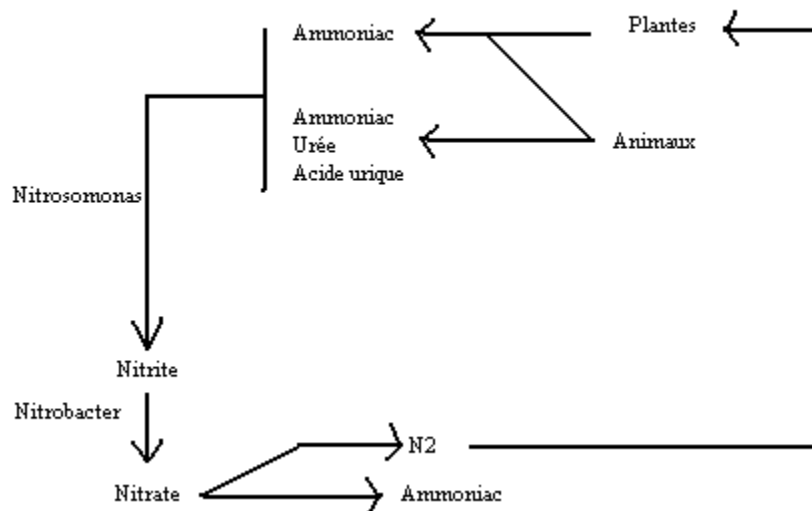 Ammoniac
Plantes
Ammoniac
Urée
Acide urique
Animaux
Nitrosomonas
Nitrite
Nitrobacter
N2
Nitrate
Ammoniac